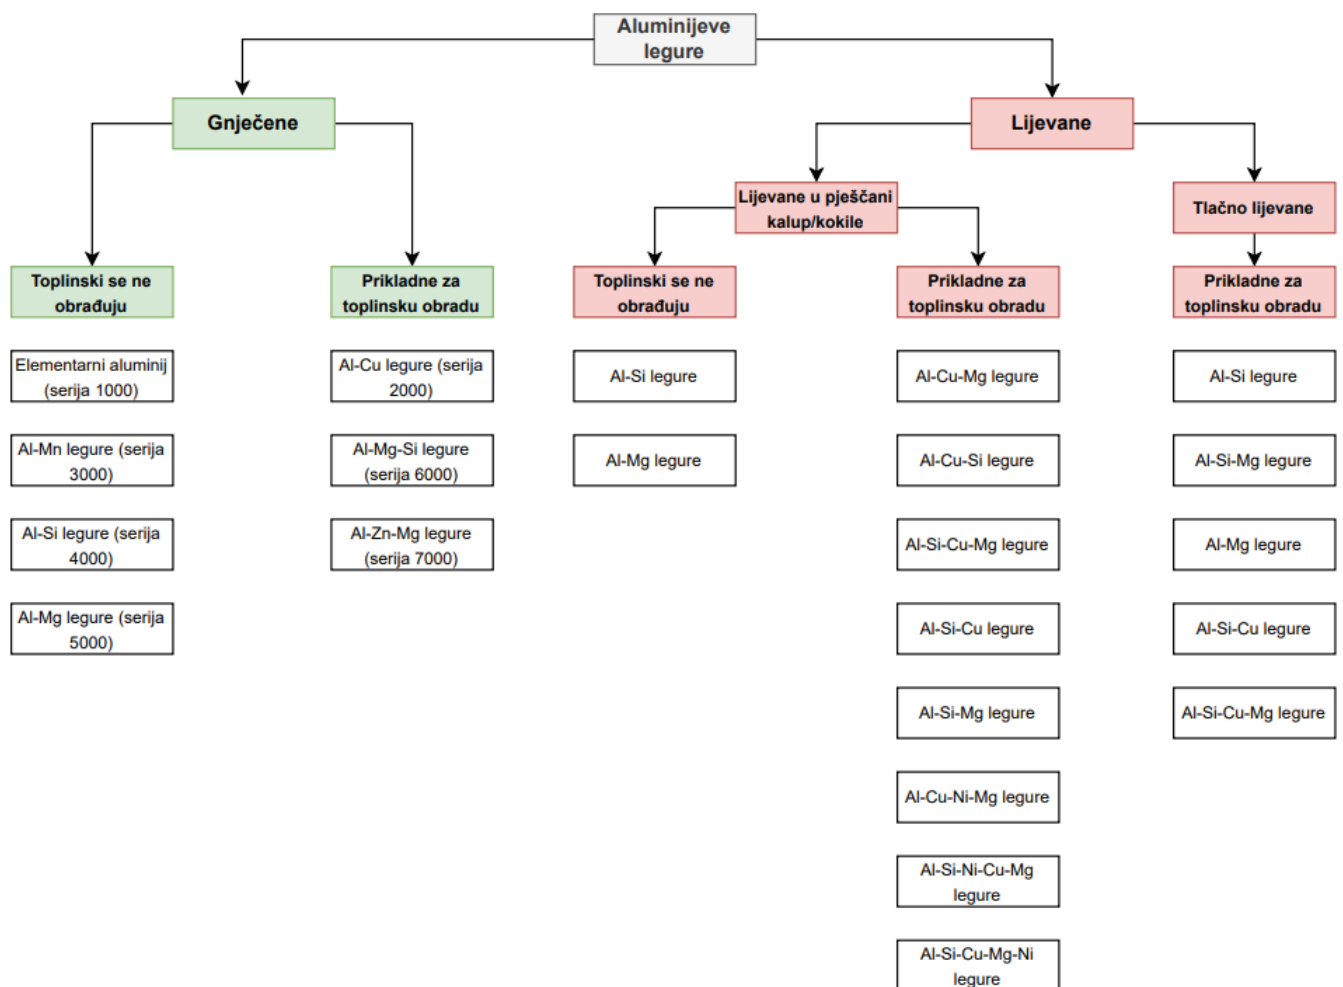 Aluminijeve
legure
Gnječene
Lijevane
Lijevane u pješčani
kalup/kokile
Tlačno lijevane
Toplinski se ne
obrađuju
Prikladne za
toplinsku obradu
Toplinski se ne
obrađuju
Prikladne za
toplinsku obradu
Prikladne za
toplinsku obradu
Elementarni aluminij
(serija 1000)
Al-Mn legure (serija
3000)
Al-Si legure (serija
4000)
Al-Mg legure (serija
5000)
Al-Cu legure (serija
2000)
Al-Mg-Si legure
(serija 6000)
Al-Zn-Mg legure
(serija 7000)
Al-Si legure
Al-Mg legure
Al-Cu-Mg legure
Al-Cu-Si legure
Al-Si-Cu-Mg legure
Al-Si-Cu legure
Al-Si-Mg legure
Al-Cu-Ni-Mg legure
Al-Si-Ni-Cu-Mg
legure
Al-Si-Cu-Mg-Ni
legure
Al-Si legure
Al-Si-Mg legure
Al-Mg legure
Al-Si-Cu legure
Al-Si-Cu-Mg legure